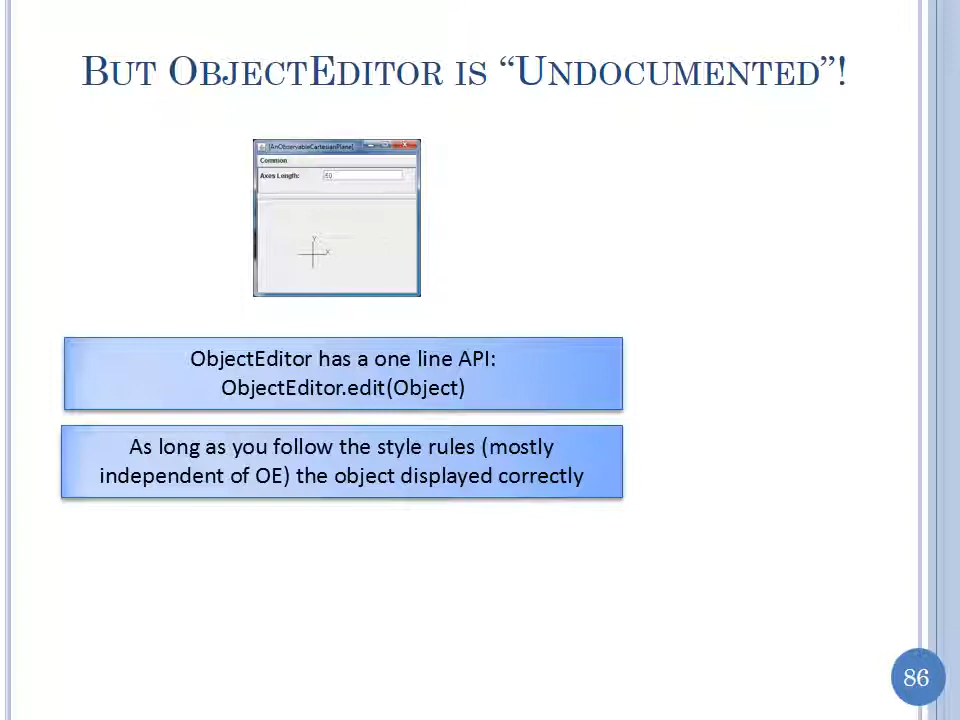 BUT OBJECTEDITOR IS “UNDOCUMENTED”!
[AnObservableCartesianPlane]
Common
Axes Length:
Y
X
ObjectEditor has a one line API:
ObjectEditor.edit(Object)
As long as you follow the style rules (mostly
independent of OE) the object displayed correctly
86